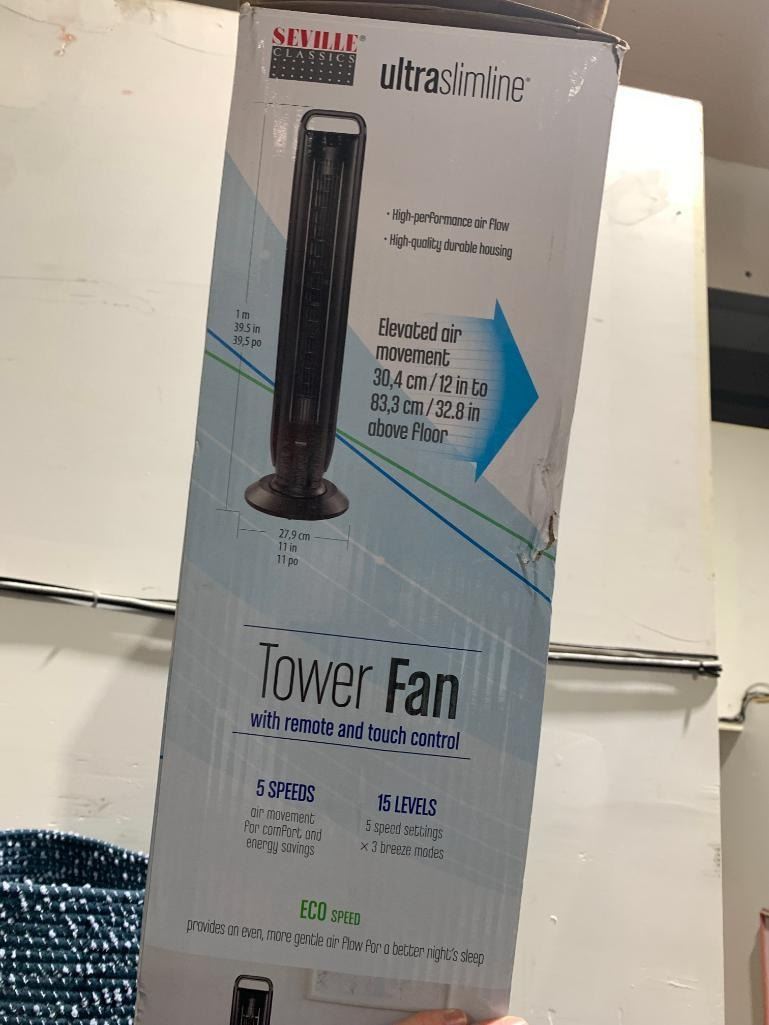 SEVILLE®
CLASSICS
ultraslimline®
• High-performance air flow
• High-quality durable housing
1 m
39.5 in
39,5 po
Elevated air
movement
30,4 cm/12 in to
83,3 cm/32.8 in
above floor
27,9 cm
11 in
11 po
Tower Fan
with remote and touch control
5 SPEEDS
air movement
for comfort and
energy savings
15 LEVELS
5 speed settings
× 3 breeze modes
ECO SPEED
provides an even, more gentle air flow for a better night's sleep